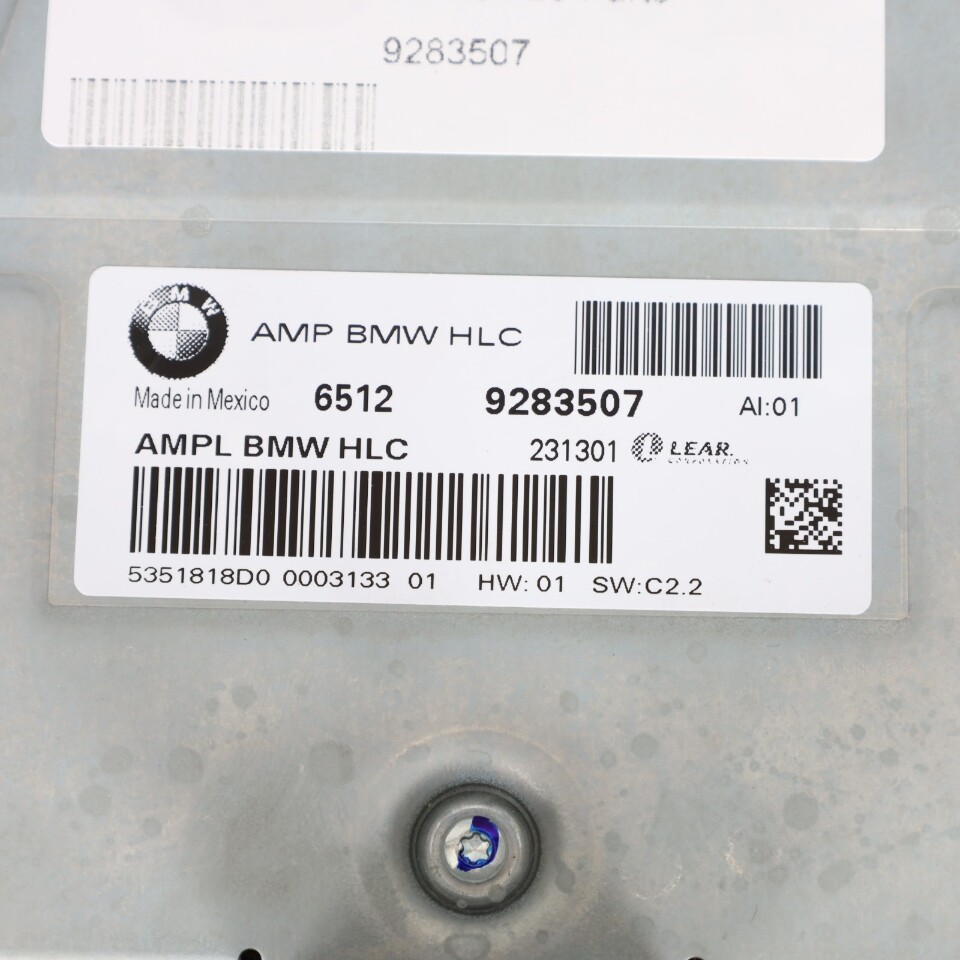 9283507
BMW
AMP BMW HLC
Made in Mexico 6512 9283507 AI:01
AMPL BMW HLC 231301 LEAR.
CORPORATION
5351818D0 0003133 01 HW: 01 SW:C2.2